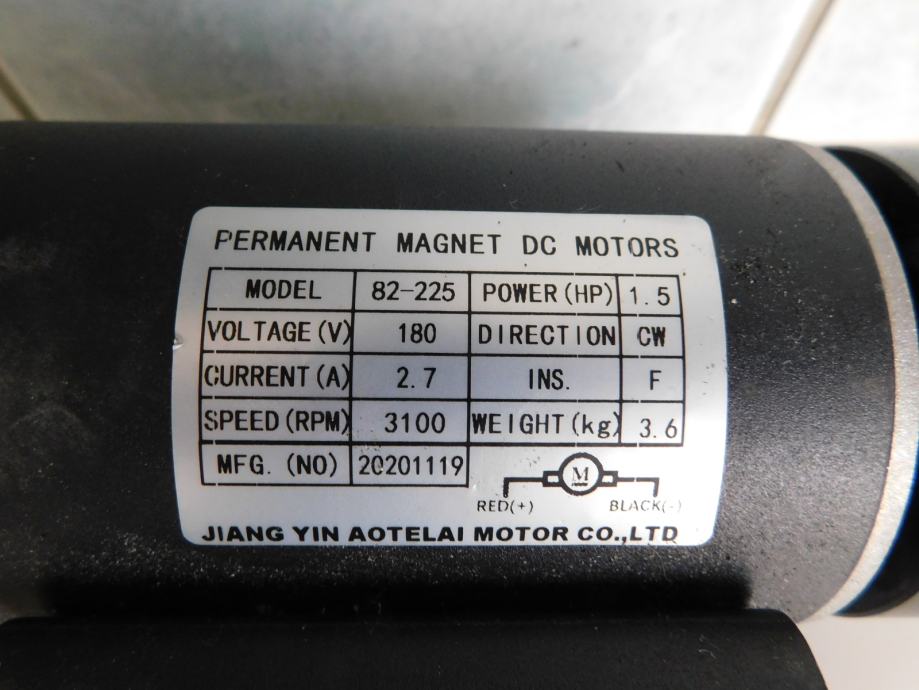 PERMANENT MAGNET DC MOTORS
MODEL 82-225 POWER(HP) 1.5
VOLTAGE(V) 180 DIRECTION CW
CURRENT(A) 2.7 INS. F
SPEED(RPM) 3100 WEIGHT(kg) 3.6
MFG.(NO) 20201119
M
RED(+) BLACK(-)
JIANG YIN AOTELAI MOTOR CO.,LTD